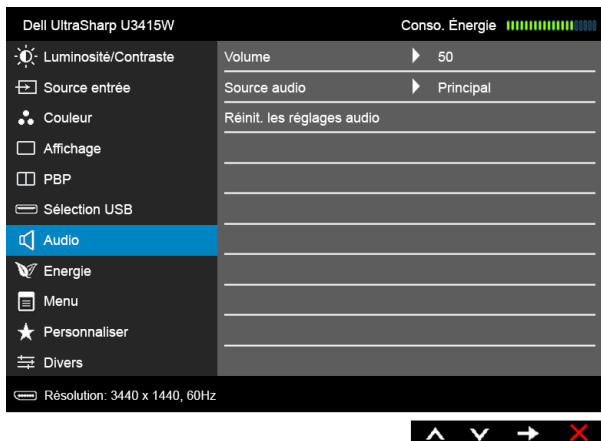 Dell UltraSharp U3415W Conso. Énergie
Luminosité/Contraste
Volume 50
Source entrée
Source audio Principal
Couleur
Réinit. les réglages audio
Affichage
PBP
Sélection USB
Audio
Energie
Menu
Personnaliser
Divers
Résolution: 3440 x 1440, 60Hz